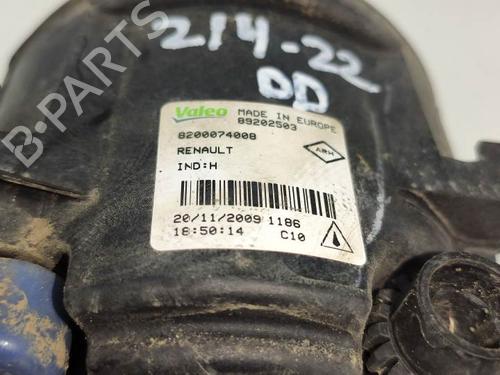 214-22
DD
Valeo MADE IN EUROPE
89202503
8200074008
RENAULT
IND:H
20/11/2009 1186
18:50:14 C10
B-PARTS